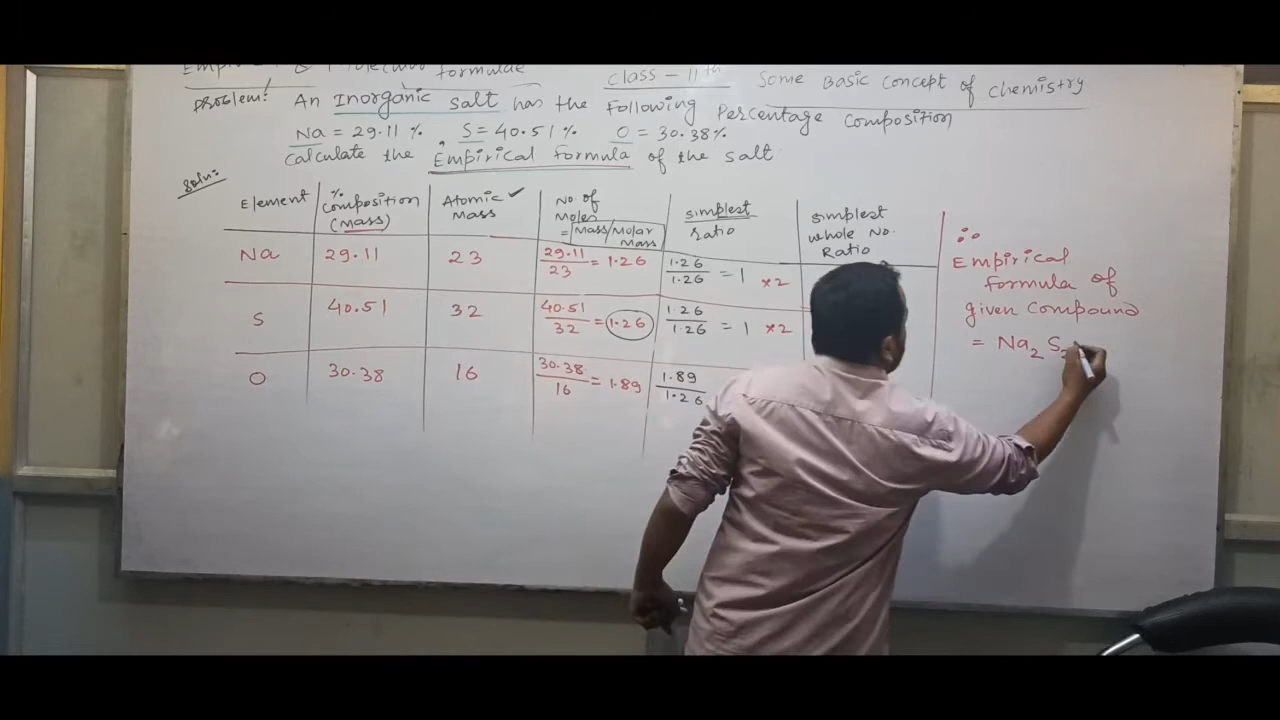 formulae
class - 11th Some Basic Concept of chemistry
Problem: An Inorganic salt has the Following Percentage Composition
Na = 29.11 % S = 40.51 % O = 30.38%
calculate the Empirical formula of the salt
Soln:
Element
% Composition (Mass)
Atomic ✓ Mass
No. of Moles = Mass/Molar Mass
simplest ratio
simplest whole No. Ratio
Na 29.11 23 29.11/23 = 1.26 1.26/1.26 = 1 ×2
S 40.51 32 40.51/32 = 1.26 1.26/1.26 = 1 ×2
O 30.38 16 30.38/16 = 1.89 1.89/1.26
∴
Empirical
formula of
given Compound
= Na₂ S₂